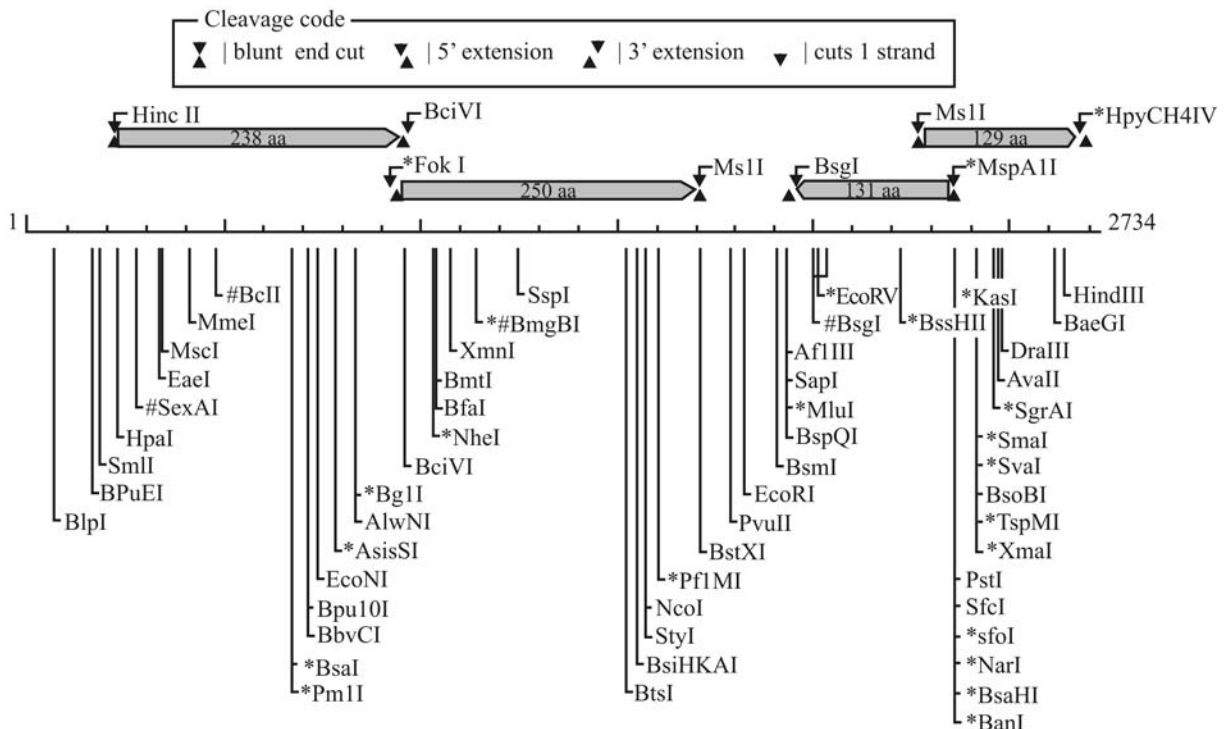 Cleavage code
| blunt end cut
| 5' extension
| 3' extension
| cuts 1 strand
Hinc II
BciVI
Ms1I
*HpyCH4IV
238 aa
129 aa
*Fok I
Ms1I
BsgI
*MspA1I
250 aa
131 aa
1
2734
#BcII
SspI
*EcoRV
*KasI
HindIII
MmeI
*#BmgBI
#BsgI
*BssHII
BaeGI
MscI
XmnI
Af1III
DraIII
EaeI
BmtI
SapI
AvaII
#SexAI
BfaI
*MluI
*SgrAI
HpaI
*NheI
BspQI
*SmaI
SmlI
BciVI
BsmI
*SvaI
BPuEI
*Bg1I
EcoRI
BsoBI
BlpI
AlwNI
PvuII
*TspMI
*AsisSI
BstXI
*XmaI
EcoNI
*Pf1MI
PstI
Bpu10I
NcoI
SfcI
BbvCI
StyI
*sfoI
*BsaI
BsiHKAI
*NarI
*Pm1I
BtsI
*BsaHI
*BanI